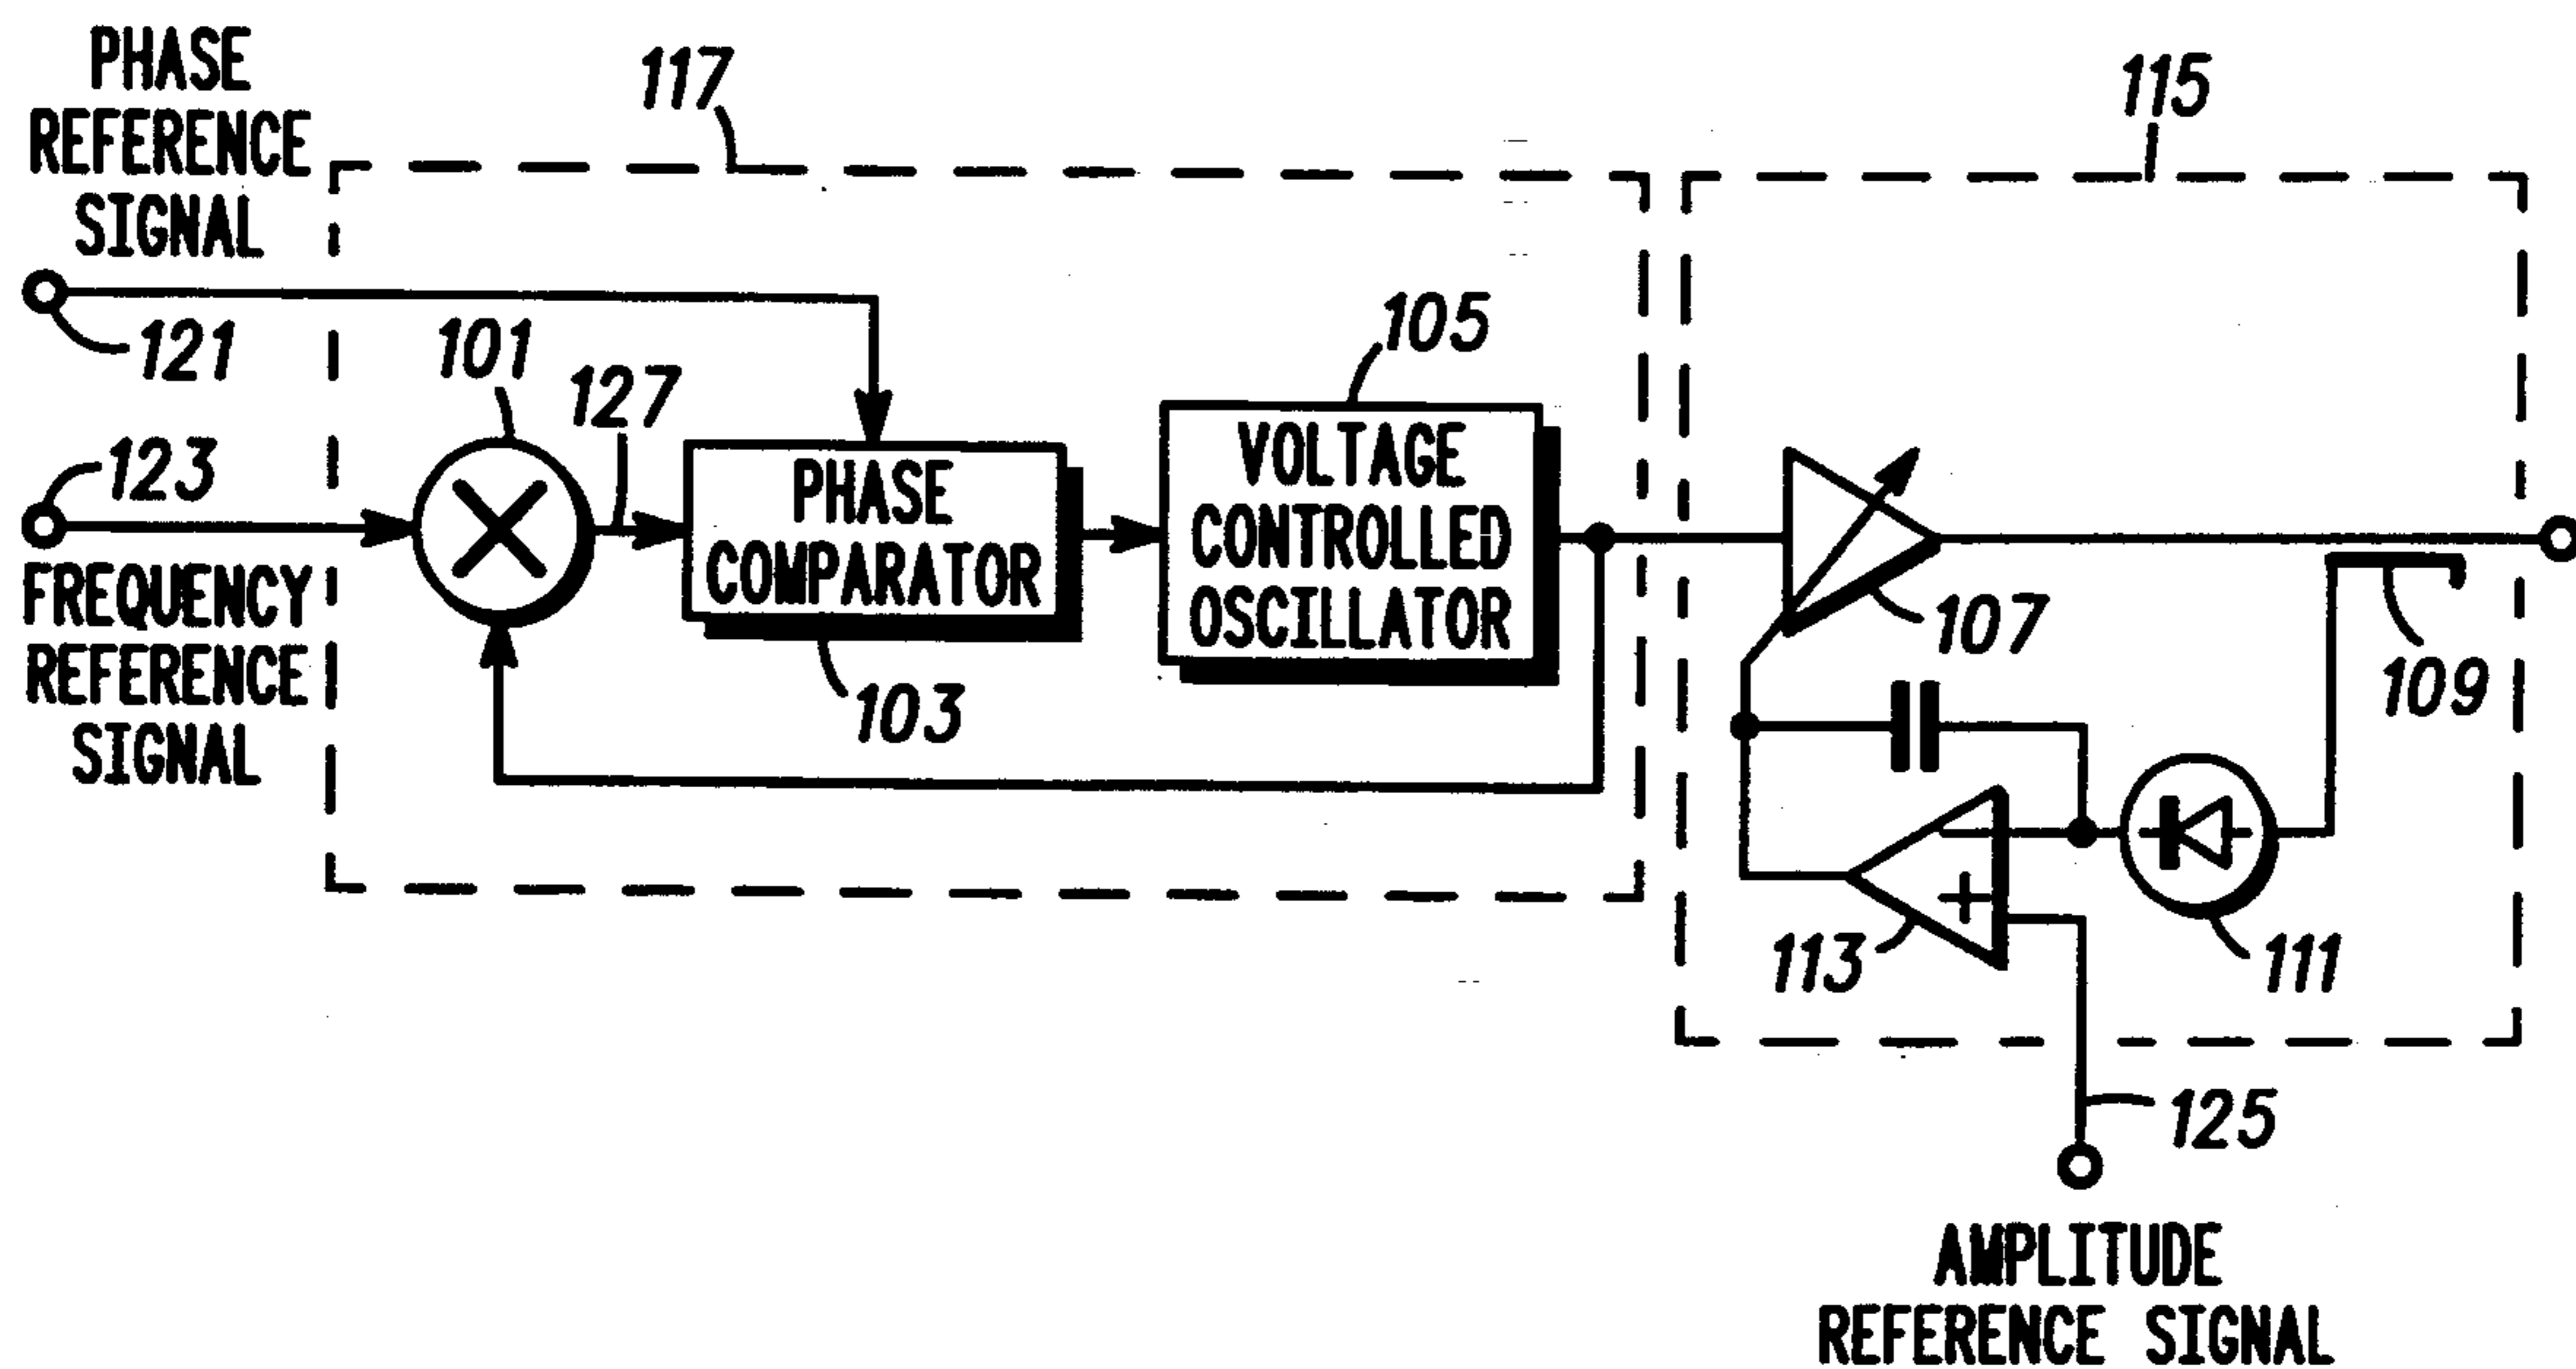 PHASE
REFERENCE
SIGNAL
117
115
121
101
127
105
123
FREQUENCY
REFERENCE
SIGNAL
PHASE
COMPARATOR
103
VOLTAGE
CONTROLLED
OSCILLATOR
107
109
113
+
111
125
AMPLITUDE
REFERENCE SIGNAL